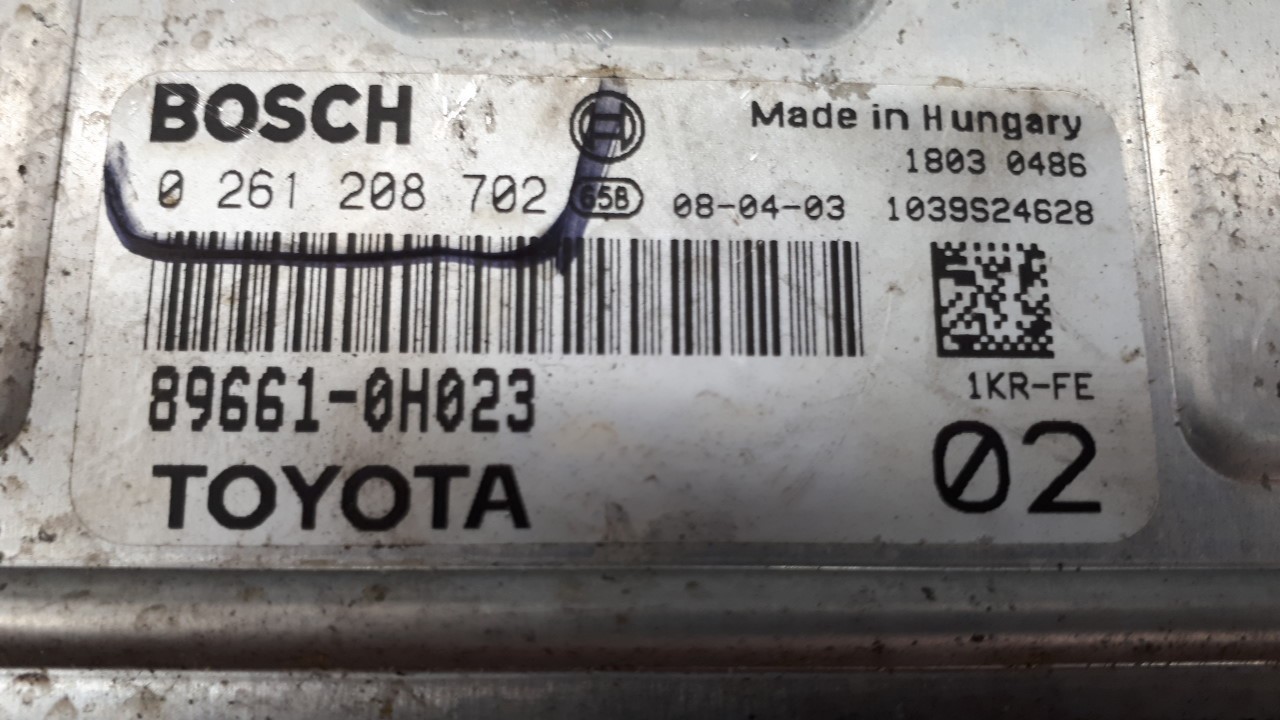 BOSCH
Made in Hungary
1803 0486
0 261 208 702 65B 08-04-03 1039S24628
89661-0H023
1KR-FE
TOYOTA
02